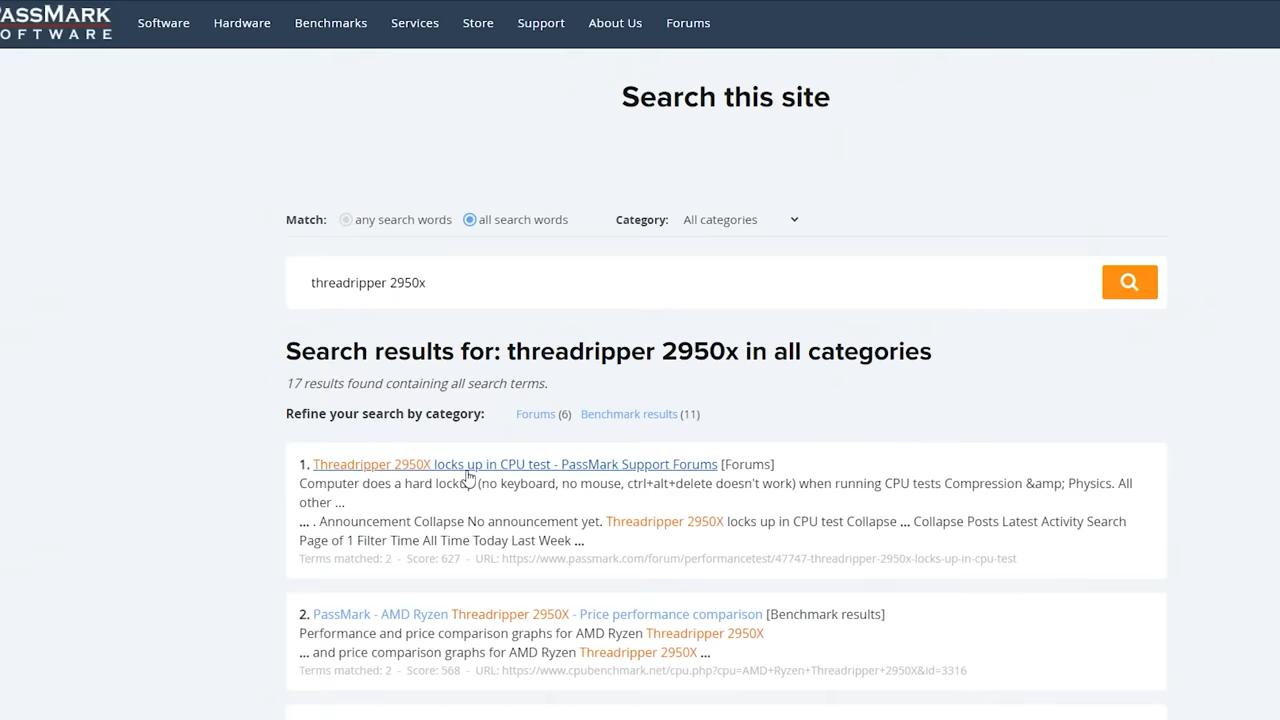 PASSMARK
SOFTWARE
Software Hardware Benchmarks Services Store Support About Us Forums
Search this site
Match: any search words all search words Category: All categories
threadripper 2950x
Search results for: threadripper 2950x in all categories
17 results found containing all search terms.
Refine your search by category: Forums (6) Benchmark results (11)
1. Threadripper 2950X locks up in CPU test - PassMark Support Forums [Forums]
Computer does a hard lock (no keyboard, no mouse, ctrl+alt+delete doesn't work) when running CPU tests Compression &amp; Physics. All
other ...
... . Announcement Collapse No announcement yet. Threadripper 2950X locks up in CPU test Collapse ... Collapse Posts Latest Activity Search
Page of 1 Filter Time All Time Today Last Week ...
Terms matched: 2 - Score: 627 - URL: https://www.passmark.com/forum/performancetest/47747-threadripper-2950x-locks-up-in-cpu-test
2. PassMark - AMD Ryzen Threadripper 2950X - Price performance comparison [Benchmark results]
Performance and price comparison graphs for AMD Ryzen Threadripper 2950X
... and price comparison graphs for AMD Ryzen Threadripper 2950X ...
Terms matched: 2 - Score: 568 - URL: https://www.cpubenchmark.net/cpu.php?cpu=AMD+Ryzen+Threadripper+2950X&id=3316